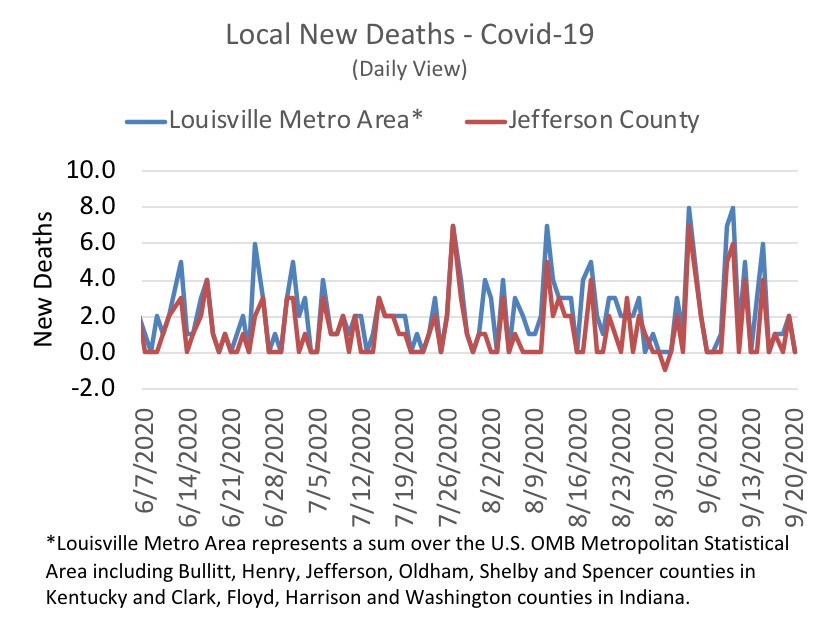 Local New Deaths - Covid-19
(Daily View)
Louisville Metro Area* Jefferson County
New Deaths
10.0
8.0
6.0
4.0
2.0
0.0
-2.0
6/7/2020 6/14/2020 6/21/2020 6/28/2020 7/5/2020 7/12/2020 7/19/2020 7/26/2020 8/2/2020 8/9/2020 8/16/2020 8/23/2020 8/30/2020 9/6/2020 9/13/2020 9/20/2020
*Louisville Metro Area represents a sum over the U.S. OMB Metropolitan Statistical
Area including Bullitt, Henry, Jefferson, Oldham, Shelby and Spencer counties in
Kentucky and Clark, Floyd, Harrison and Washington counties in Indiana.